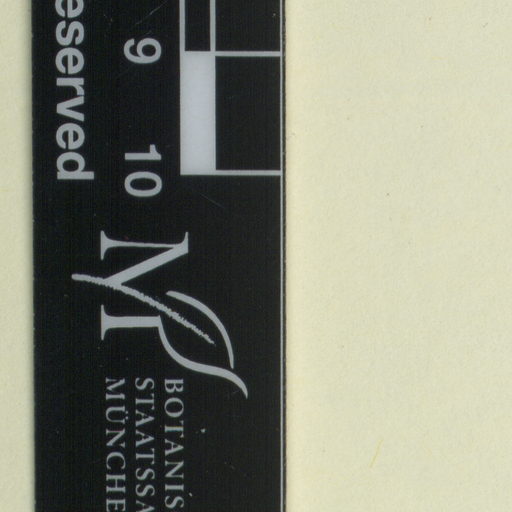 eserved
9 10
M
BOTANIS
STAATSSA
MÜNCHE